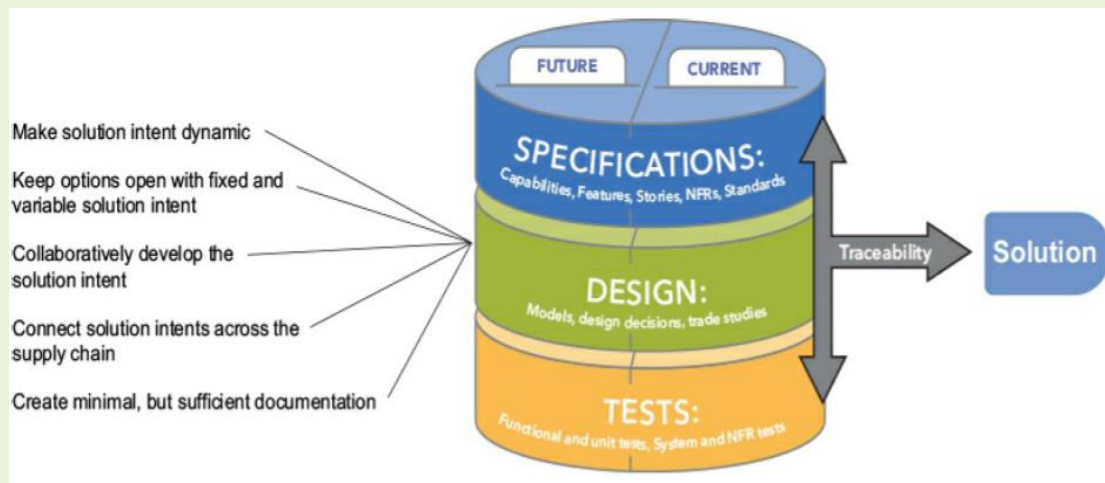 FUTURE
CURRENT
Make solution intent dynamic
Keep options open with fixed and
variable solution intent
Collaboratively develop the
solution intent
Connect solution intents across the
supply chain
Create minimal, but sufficient documentation
SPECIFICATIONS:
Capabilities, Features, Stories, NFRs, Standards
DESIGN:
Models, design decisions, trade studies
TESTS:
Functional and unit tests, System and NFR tests
Traceability
Solution